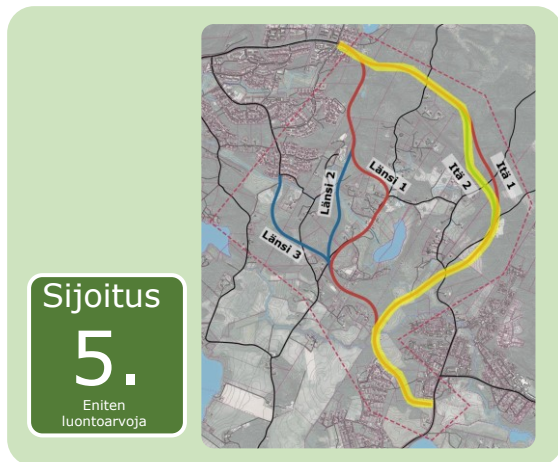 Sijoitus
5.
Eniten
luontoarvoja
Länsi 1
Länsi 2
Länsi 3
Itä 2
Itä 1